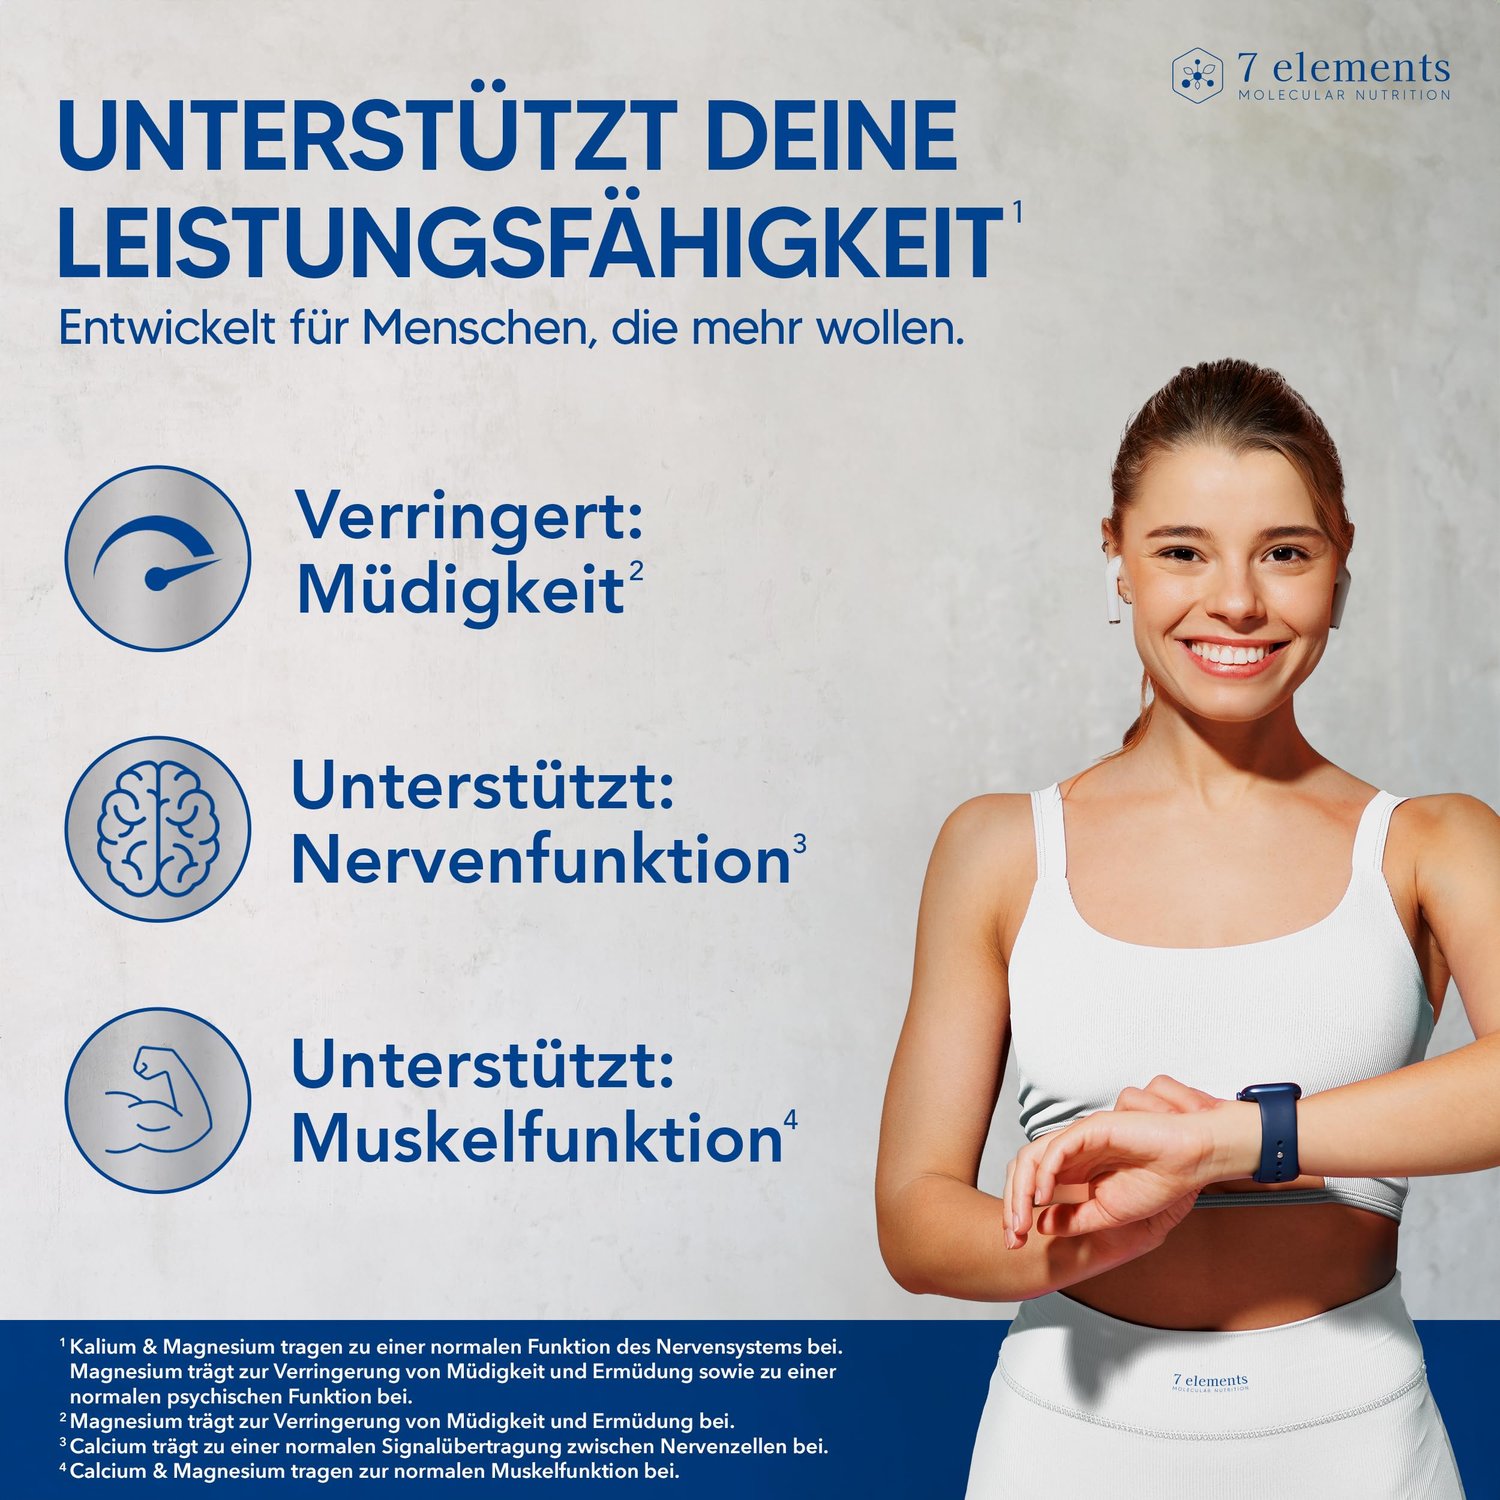 7 elements
MOLECULAR NUTRITION
UNTERSTÜTZT DEINE
LEISTUNGSFÄHIGKEIT¹
Entwickelt für Menschen, die mehr wollen.
Verringert:
Müdigkeit²
Unterstützt:
Nervenfunktion³
Unterstützt:
Muskelfunktion⁴
¹ Kalium & Magnesium tragen zu einer normalen Funktion des Nervensystems bei.
Magnesium trägt zur Verringerung von Müdigkeit und Ermüdung sowie zu einer
normalen psychischen Funktion bei.
² Magnesium trägt zur Verringerung von Müdigkeit und Ermüdung bei.
³ Calcium trägt zu einer normalen Signalübertragung zwischen Nervenzellen bei.
⁴ Calcium & Magnesium tragen zur normalen Muskelfunktion bei.
7 elements
MOLECULAR NUTRITION